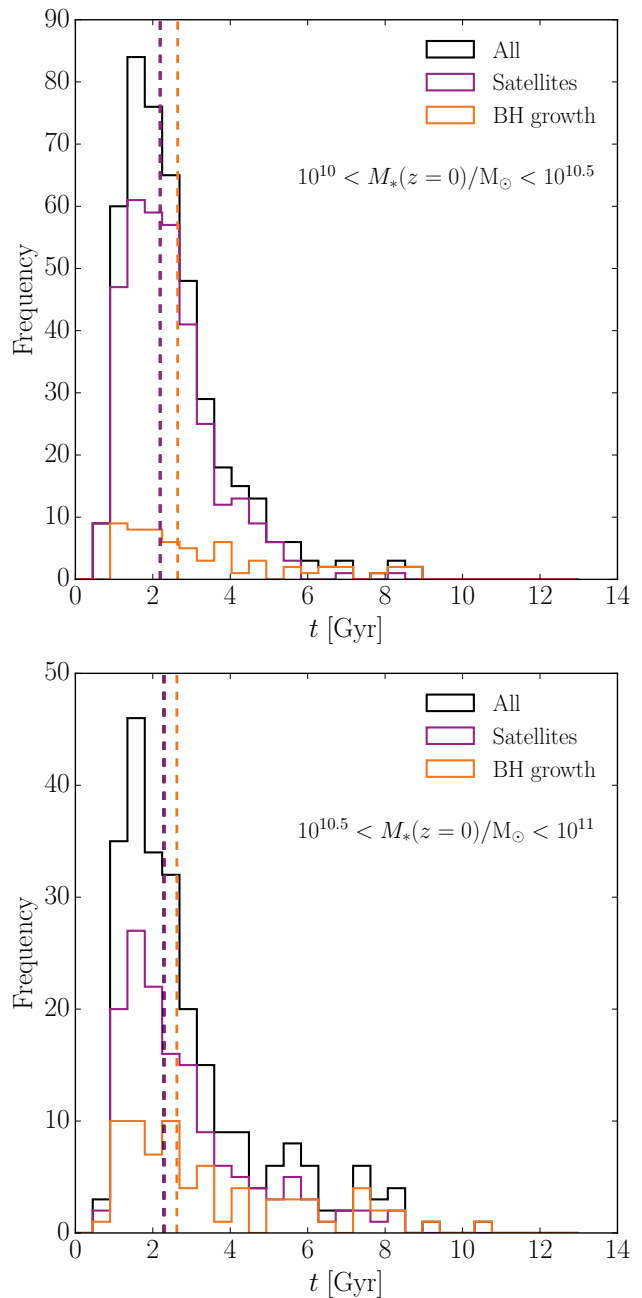 90
80
70
60
50
40
30
20
10
0
Frequency
All
Satellites
BH growth
10^{10} < M_*(z = 0)/M_⊙ < 10^{10.5}
0 2 4 6 8 10 12 14
t [Gyr]
50
40
30
20
10
0
Frequency
All
Satellites
BH growth
10^{10.5} < M_*(z = 0)/M_⊙ < 10^{11}
0 2 4 6 8 10 12 14
t [Gyr]